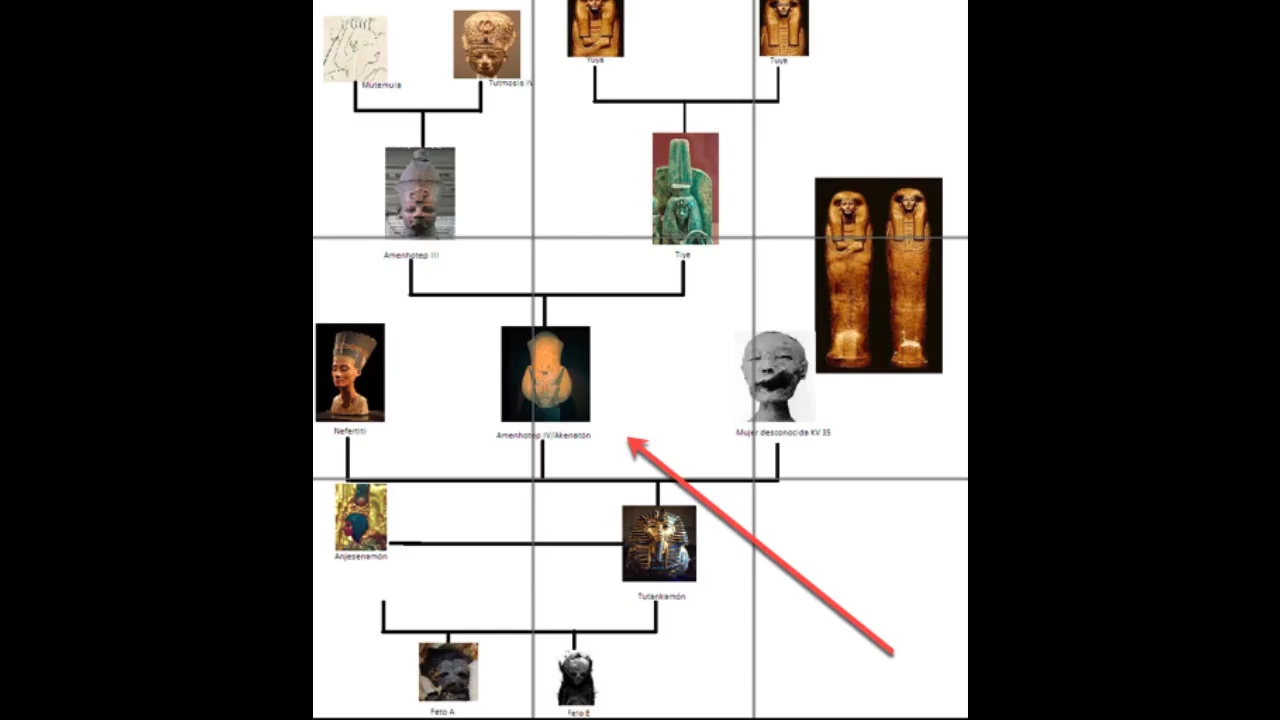 Yuya
Tuya
Mutemuia
Tutmosis IV
Amenhotep III
Tiye
Nefertiti
Amenhotep IV/Akenatón
Mujer desconocida KV 35
Anjesenamón
Tutankamón
Feto A
Feto E